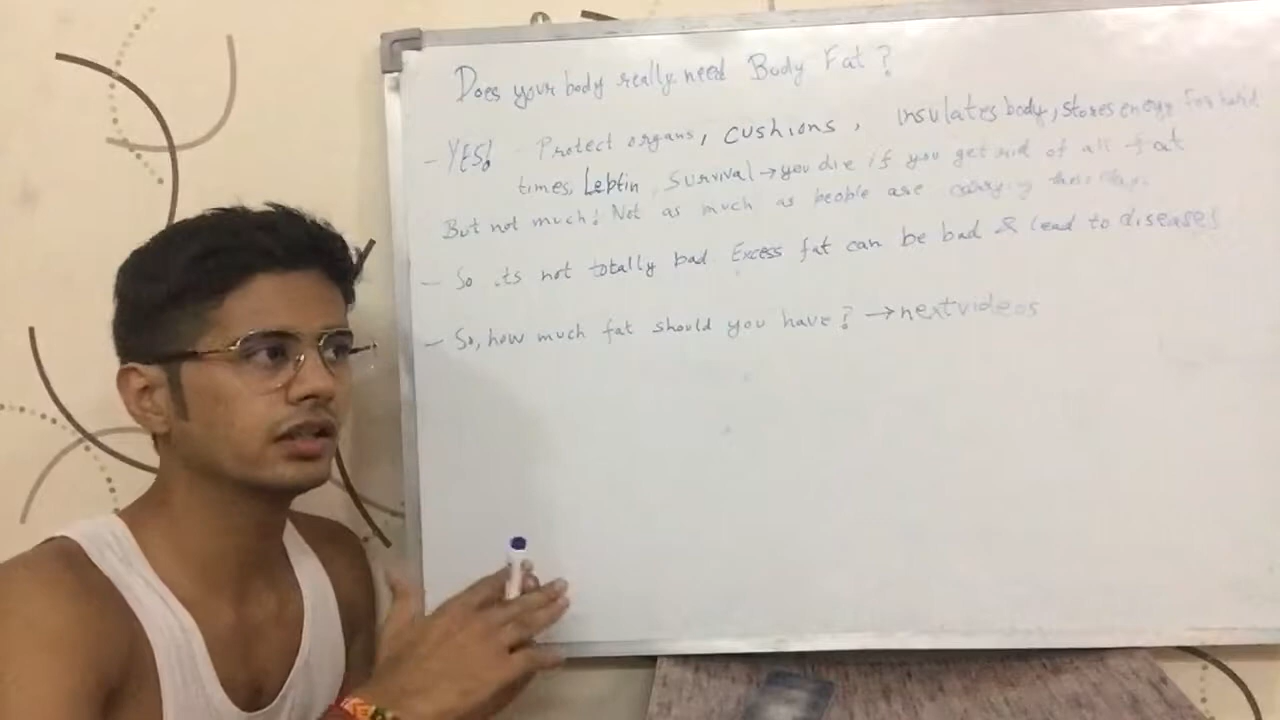 Does your body really need Body Fat?
- YES! Protect organs, cushions, insulates body, stores energy for hard
times, Leptin, Survival → you die if you get rid of all fat
But not much! Not as much as people are carrying these days.
- So its not totally bad. Excess fat can be bad & lead to diseases!
- So, how much fat should you have? → next videos